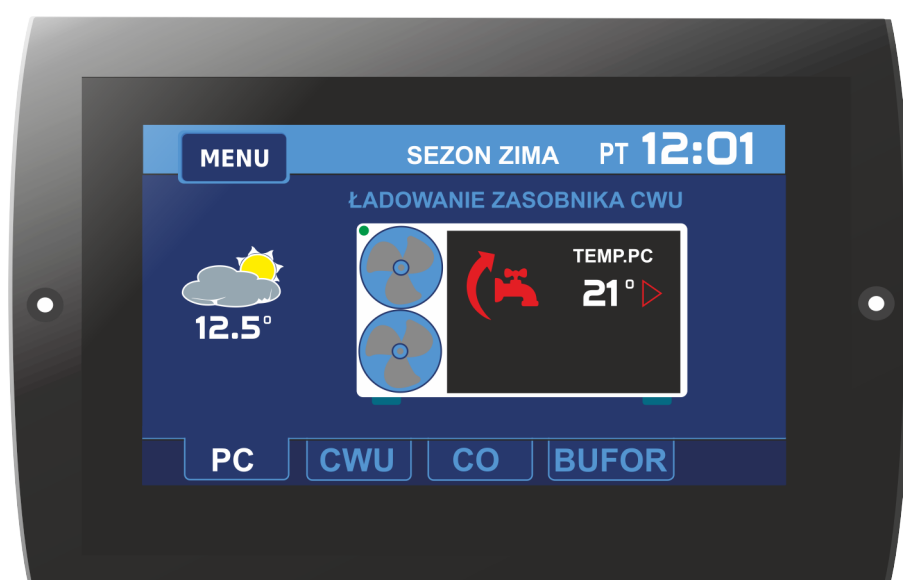 MENU
SEZON ZIMA PT 12:01
ŁADOWANIE ZASOBNIKA CWU
TEMP.PC
21°
12.5°
PC CWU CO BUFOR